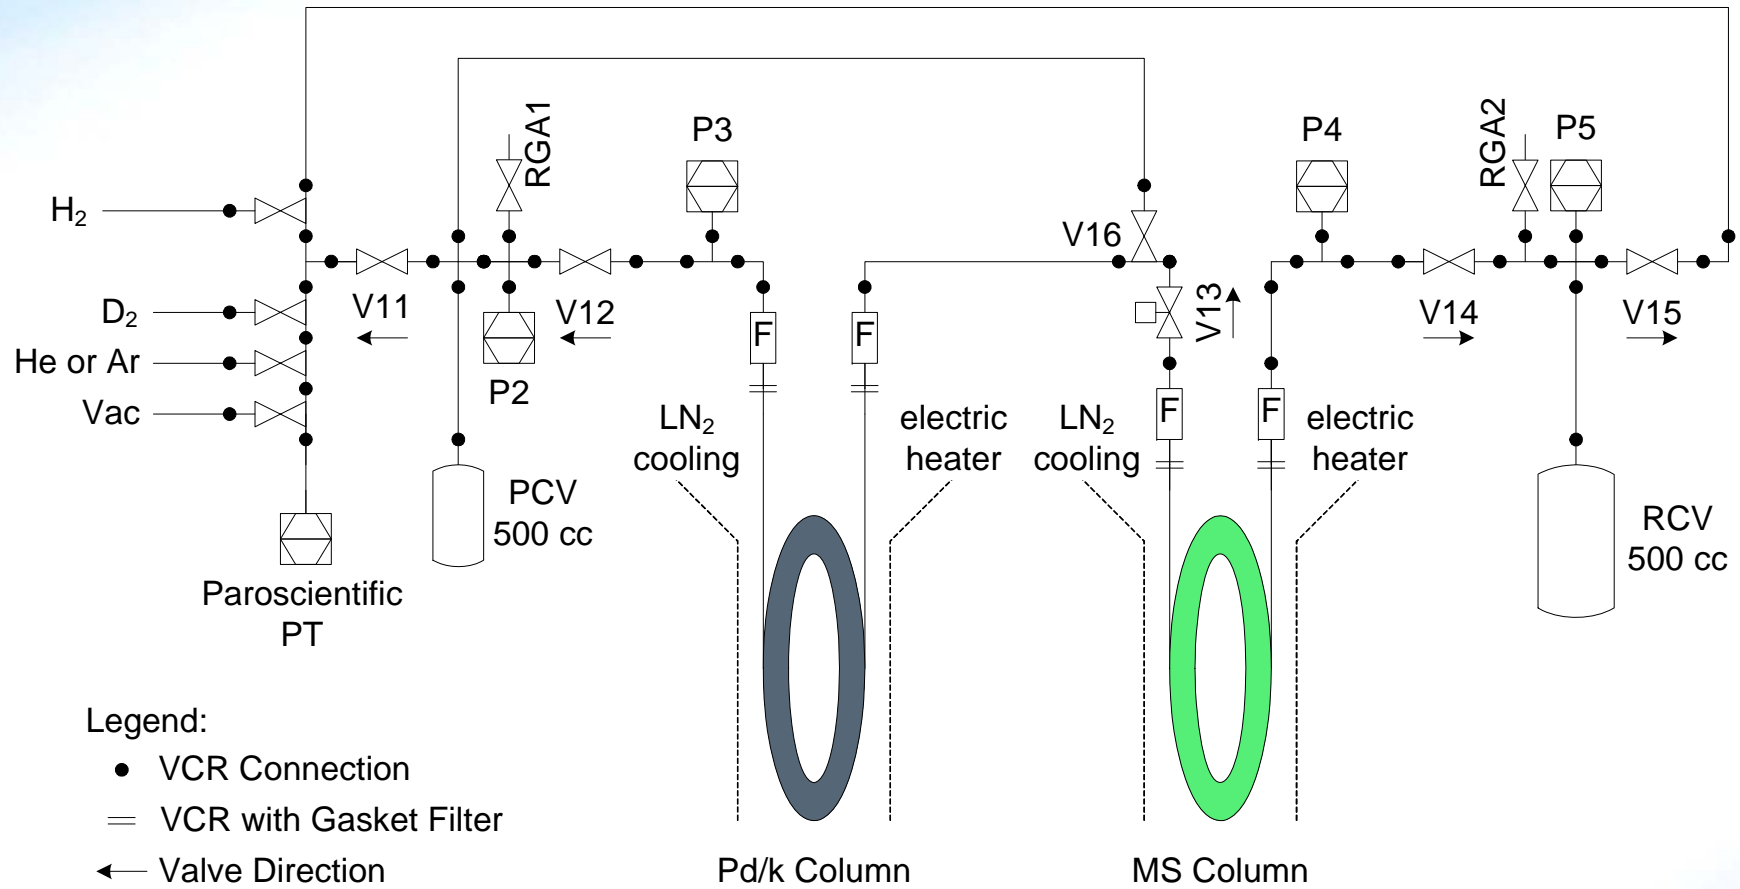 RGA1
P3
P4
RGA2
P5
H₂
V16
D₂
V11
V12
V13
V14
V15
F
F
He or Ar
P2
Vac
F
F
LN₂
cooling
electric
heater
LN₂
cooling
electric
heater
PCV
500 cc
RCV
500 cc
Paroscientific
PT
Legend:
VCR Connection
VCR with Gasket Filter
Valve Direction
Pd/k Column
MS Column